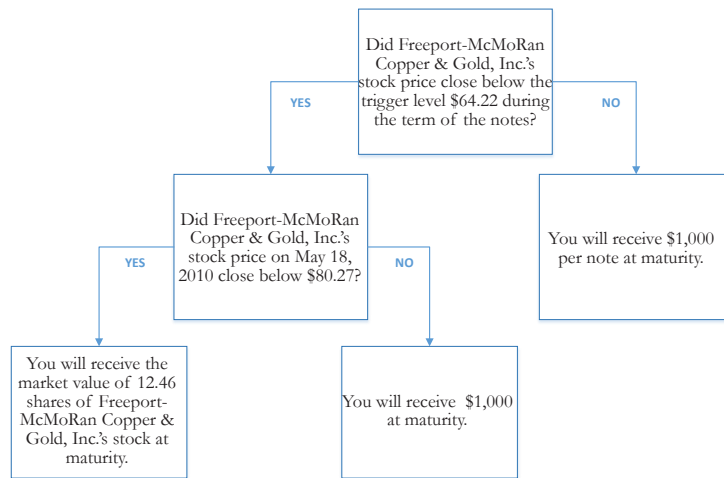 Did Freeport-McMoRan
Copper & Gold, Inc.'s
stock price close below the
trigger level $64.22 during
the term of the notes?
YES
NO
Did Freeport-McMoRan
Copper & Gold, Inc.'s
stock price on May 18,
2010 close below $80.27?
You will receive $1,000
per note at maturity.
YES
NO
You will receive the
market value of 12.46
shares of Freeport-
McMoRan Copper &
Gold, Inc.'s stock at
maturity.
You will receive $1,000
at maturity.